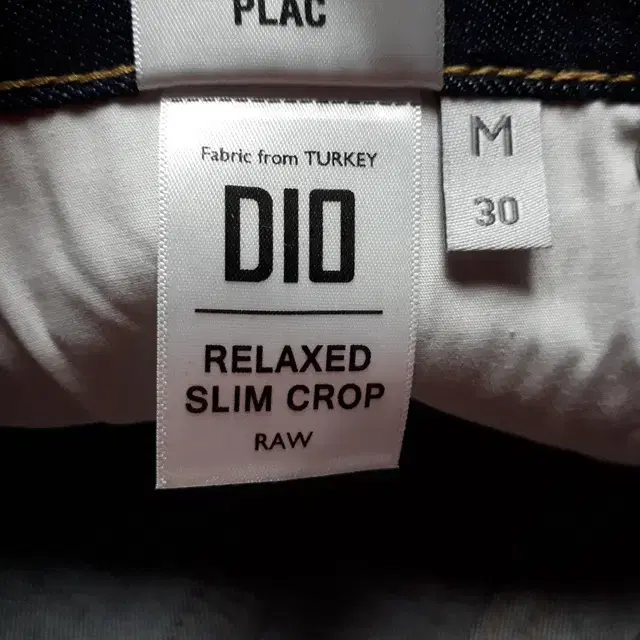 PLAC
Fabric from TURKEY
DIO
RELAXED
SLIM CROP
RAW
M
30